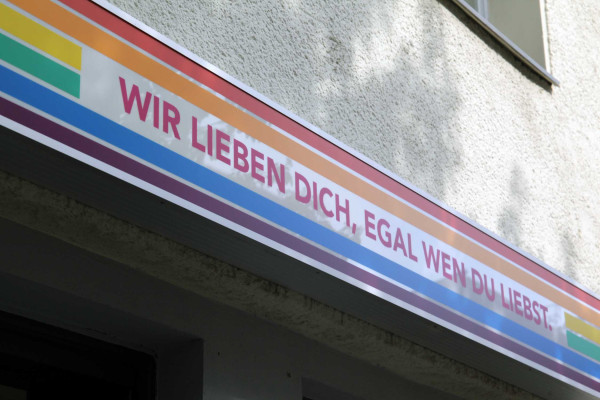 WIR LIEBEN DICH, EGAL WEN DU LIEBST.